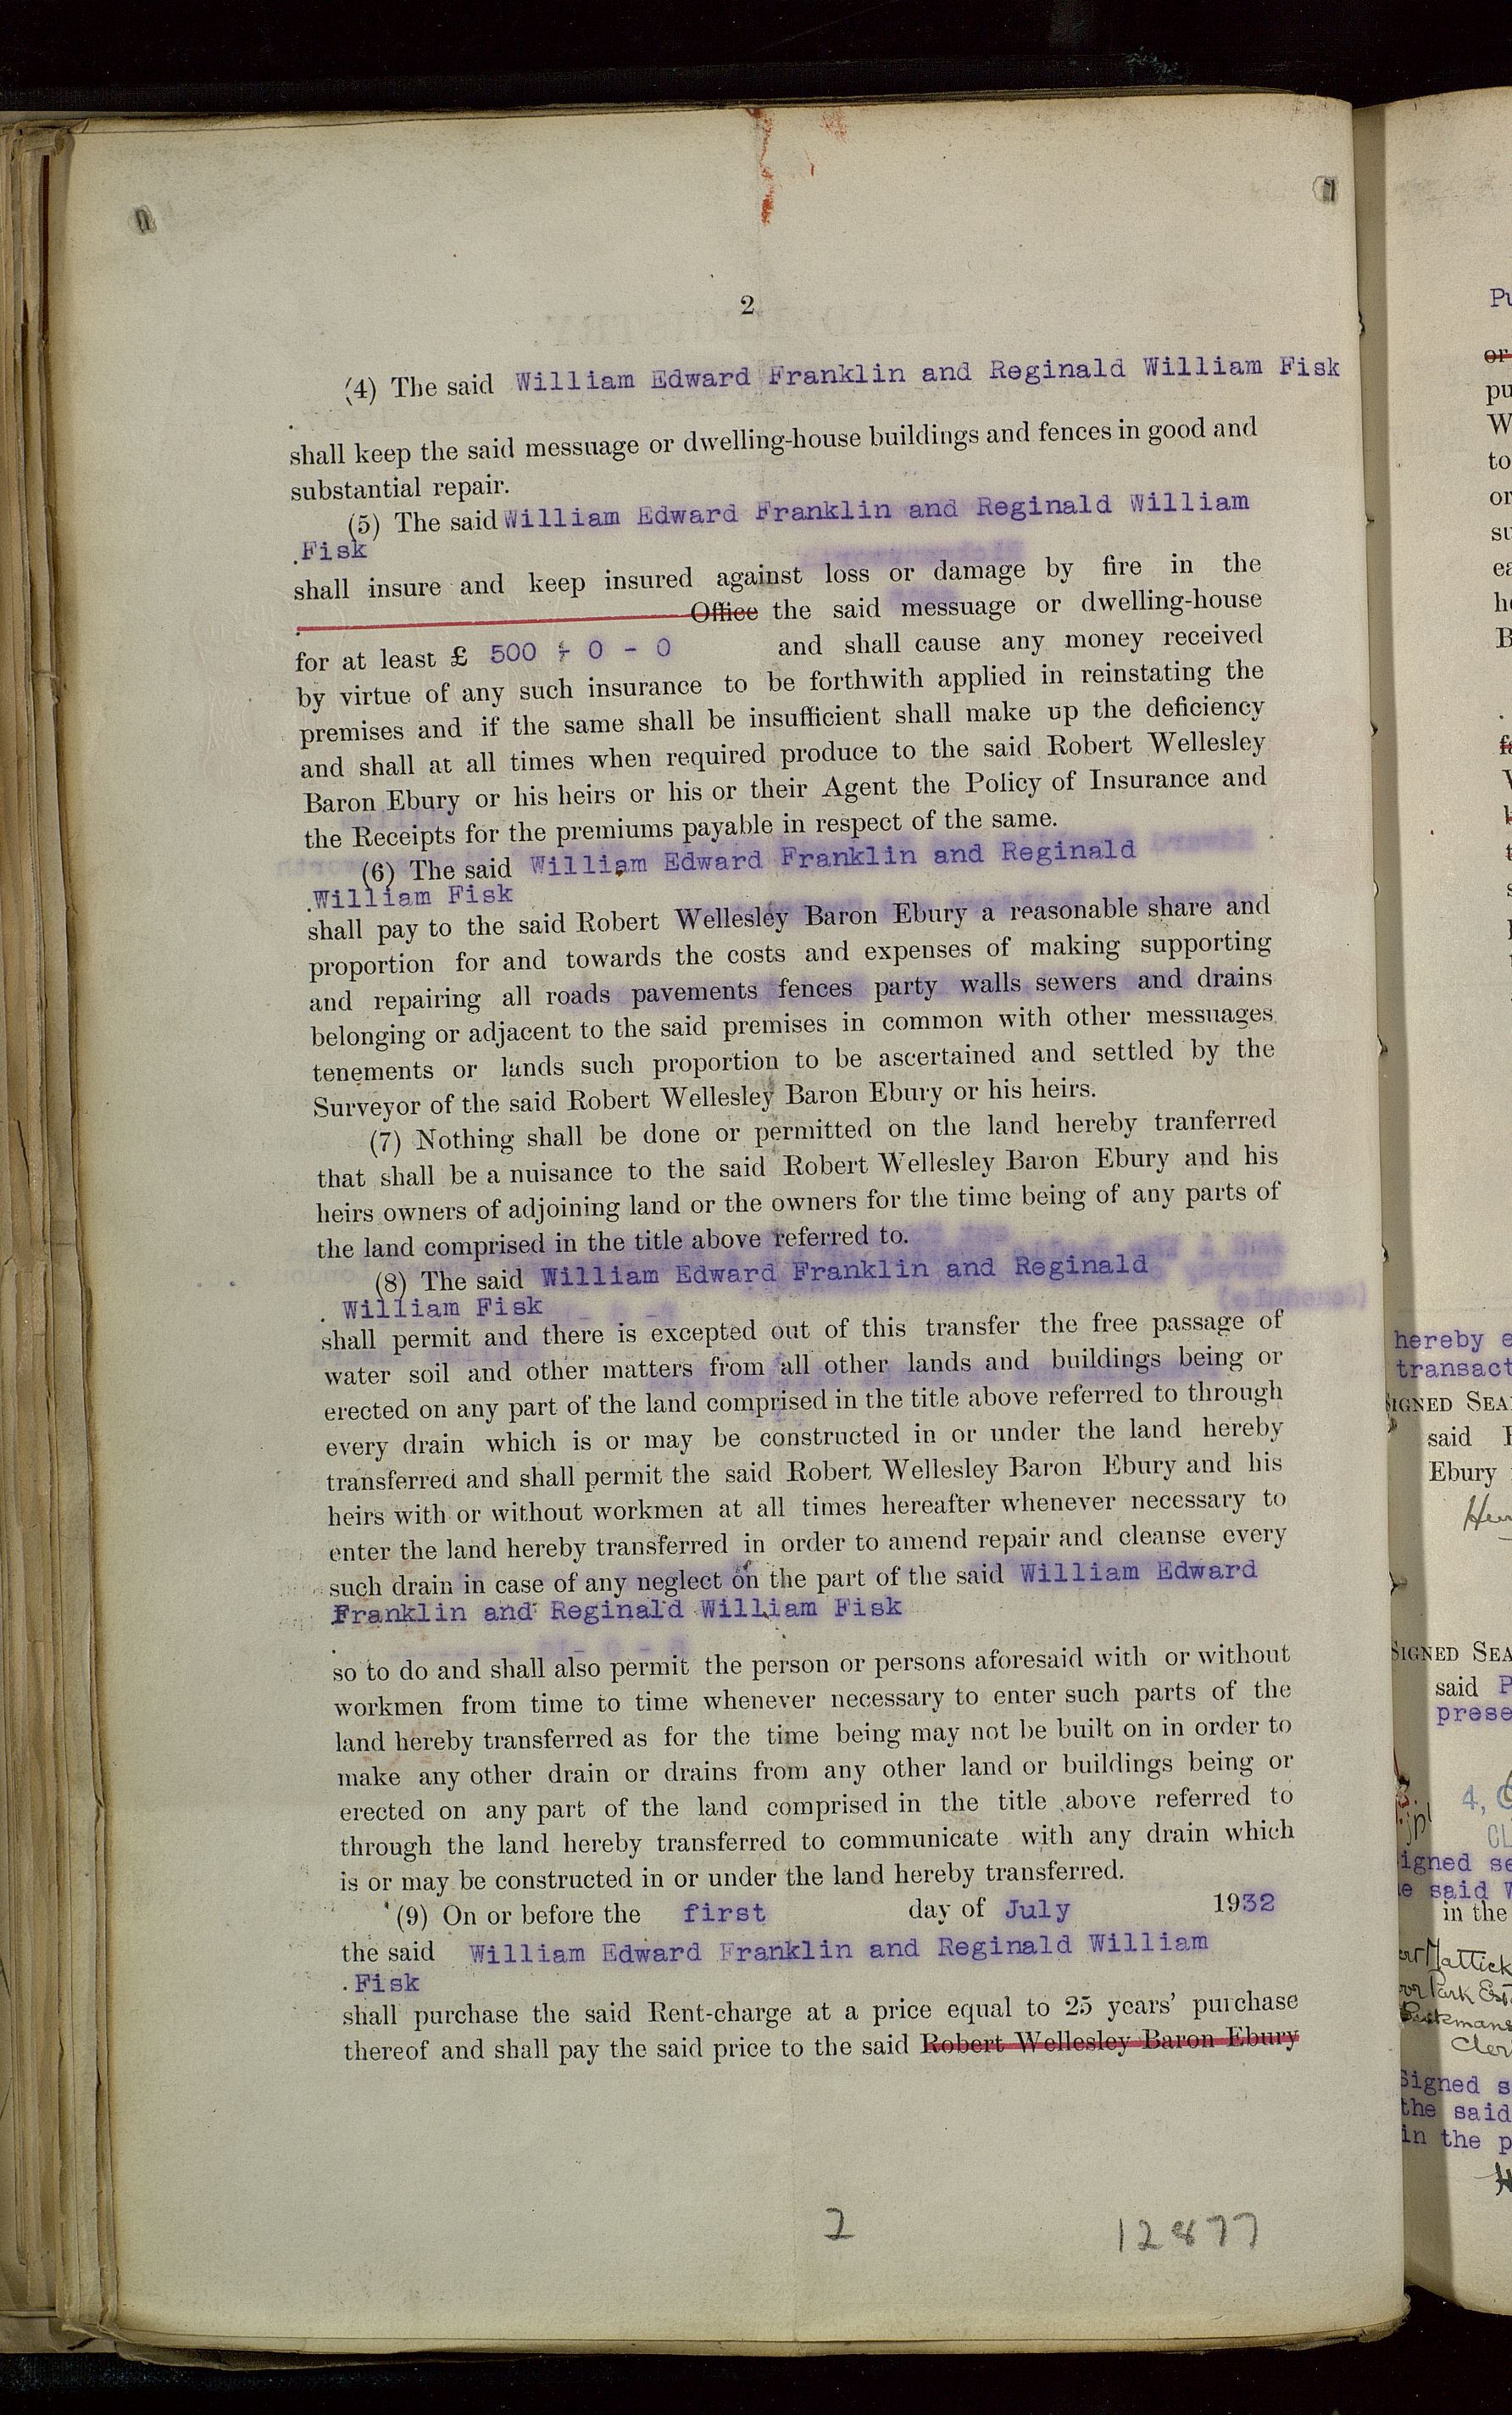 2
(4) The said William Edward Franklin and Reginald William Fisk
shall keep the said messuage or dwelling-house buildings and fences in good and
substantial repair.
(5) The said William Edward Franklin and Reginald William
Fisk
shall insure and keep insured against loss or damage by fire in the
Office the said messuage or dwelling-house
for at least £ 500 - 0 - 0 and shall cause any money received
by virtue of any such insurance to be forthwith applied in reinstating the
premises and if the same shall be insufficient shall make up the deficiency
and shall at all times when required produce to the said Robert Wellesley
Baron Ebury or his heirs or his or their Agent the Policy of Insurance and
the Receipts for the premiums payable in respect of the same.
(6) The said William Edward Franklin and Reginald
William Fisk
shall pay to the said Robert Wellesley Baron Ebury a reasonable share and
proportion for and towards the costs and expenses of making supporting
and repairing all roads pavements fences party walls sewers and drains
belonging or adjacent to the said premises in common with other messuages
tenements or lands such proportion to be ascertained and settled by the
Surveyor of the said Robert Wellesley Baron Ebury or his heirs.
(7) Nothing shall be done or permitted on the land hereby tranferred
that shall be a nuisance to the said Robert Wellesley Baron Ebury and his
heirs owners of adjoining land or the owners for the time being of any parts of
the land comprised in the title above referred to.
(8) The said William Edward Franklin and Reginald
William Fisk
shall permit and there is excepted out of this transfer the free passage of
water soil and other matters from all other lands and buildings being or
erected on any part of the land comprised in the title above referred to through
every drain which is or may be constructed in or under the land hereby
transferred and shall permit the said Robert Wellesley Baron Ebury and his
heirs with or without workmen at all times hereafter whenever necessary to
enter the land hereby transferred in order to amend repair and cleanse every
such drain in case of any neglect on the part of the said William Edward
Franklin and Reginald William Fisk
so to do and shall also permit the person or persons aforesaid with or without
workmen from time to time whenever necessary to enter such parts of the
land hereby transferred as for the time being may not be built on in order to
make any other drain or drains from any other land or buildings being or
erected on any part of the land comprised in the title above referred to
through the land hereby transferred to communicate with any drain which
is or may be constructed in or under the land hereby transferred.
(9) On or before the first day of July 1932
the said William Edward Franklin and Reginald William
Fisk
shall purchase the said Rent-charge at a price equal to 25 years' purchase
thereof and shall pay the said price to the said Robert Wellesley Baron Ebury
2 12877
hereby
SIGNED
said
Ebury
SIGNED
said
4,
said
in the
Cler
Signed
the said
in the